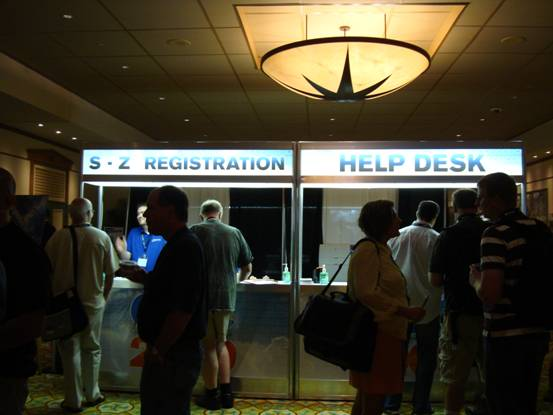 S - Z REGISTRATION
HELP DESK